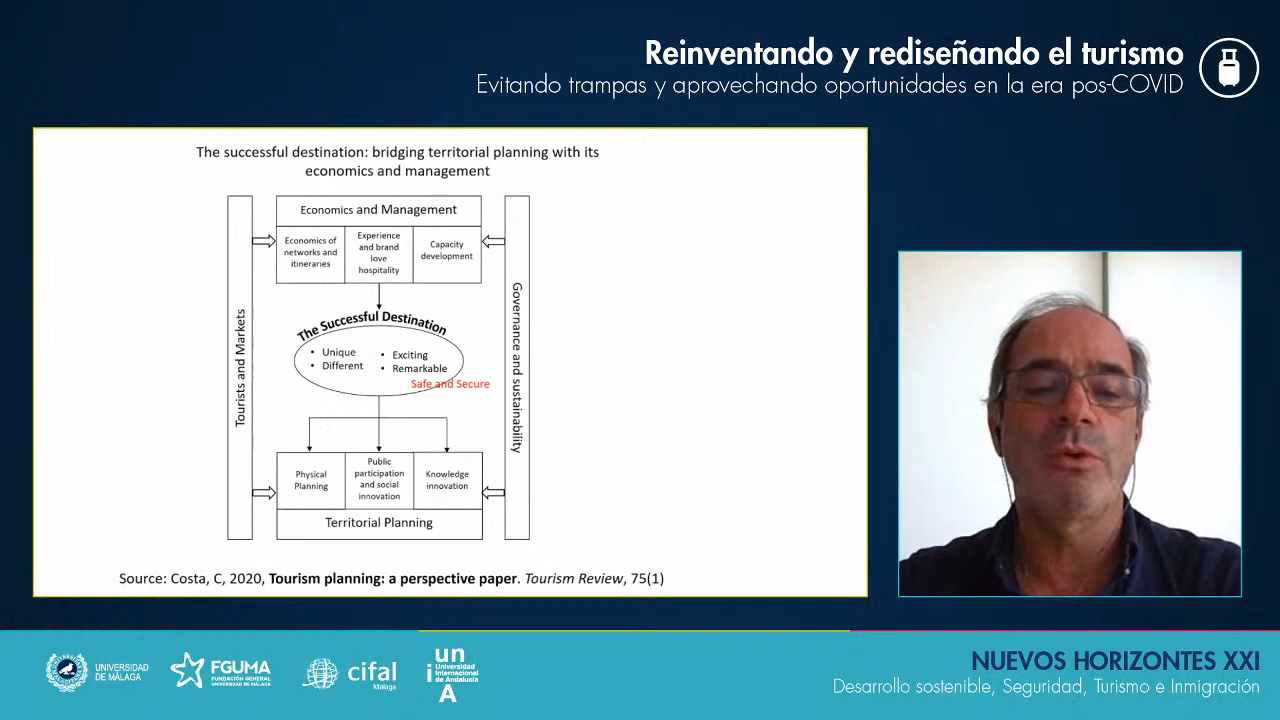 Reinventando y rediseñando el turismo
Evitando trampas y aprovechando oportunidades en la era pos-COVID
The successful destination: bridging territorial planning with its
economics and management
Tourists and Markets
Economics and Management
Economics of
networks and
itineraries
Experience
and brand
love
hospitality
Capacity
development
The Successful Destination
• Unique
• Different
• Exciting
• Remarkable
Safe and Secure
Governance and sustainability
Physical
Planning
Public
participation
and social
innovation
Knowledge
innovation
Territorial Planning
Source: Costa, C, 2020, Tourism planning: a perspective paper. Tourism Review, 75(1)
UNIVERSIDAD
DE MÁLAGA
FGUMA
FUNDACIÓN GENERAL
UNIVERSIDAD DE MÁLAGA
cifal
Málaga
un
i
Universidad
Internacional
de Andalucía
A
NUEVOS HORIZONTES XXI
Desarrollo sostenible, Seguridad, Turismo e Inmigración